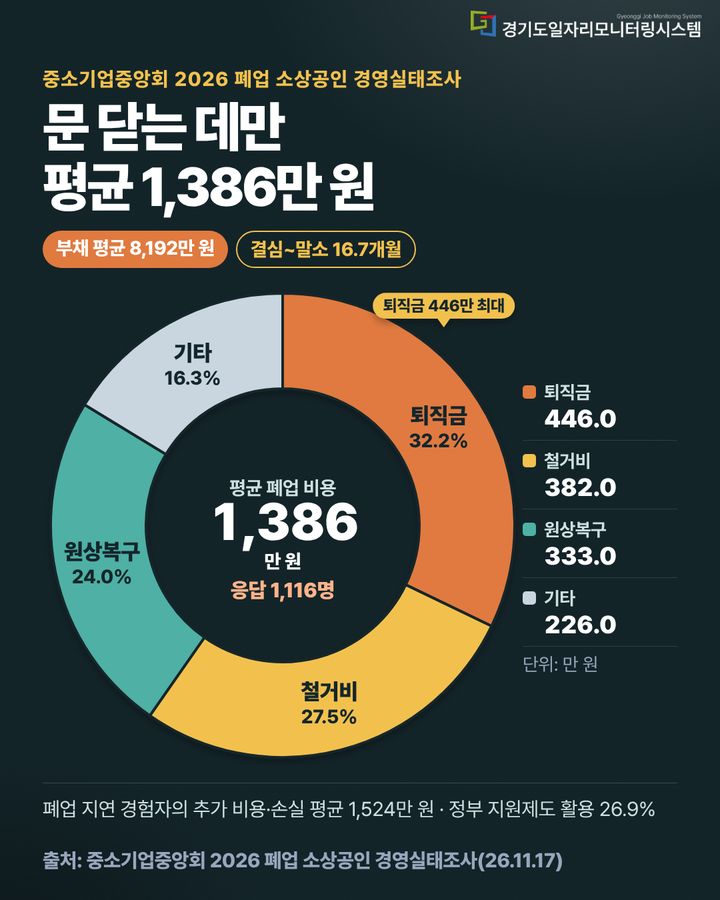 Gyeonggi Job Monitoring System
경기도일자리모니터링시스템
중소기업중앙회 2026 폐업 소상공인 경영실태조사
문 닫는 데만
평균 1,386만 원
부채 평균 8,192만 원
결심~말소 16.7개월
퇴직금 446만 최대
기타
16.3%
퇴직금
32.2%
원상복구
24.0%
철거비
27.5%
평균 폐업 비용
1,386
만 원
응답 1,116명
퇴직금
446.0
철거비
382.0
원상복구
333.0
기타
226.0
단위: 만 원
폐업 지연 경험자의 추가 비용·손실 평균 1,524만 원 · 정부 지원제도 활용 26.9%
출처: 중소기업중앙회 2026 폐업 소상공인 경영실태조사(26.11.17)